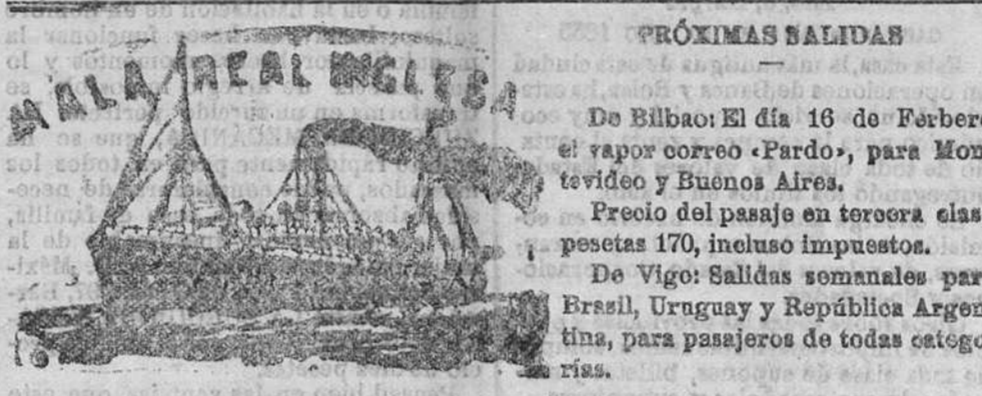 MALA REAL INGLESA
PRÓXIMAS SALIDAS
De Bilbao: El día 16 de Ferbero
el vapor correo «Pardo», para Mon
tevideo y Buenos Aires.
Precio del pasaje en tercera clas
pesetas 170, incluso impuestos.
De Vigo: Salidas semanales par
Brasil, Uruguay y República Argen
tina, para pasajeros de todas catego
rías.